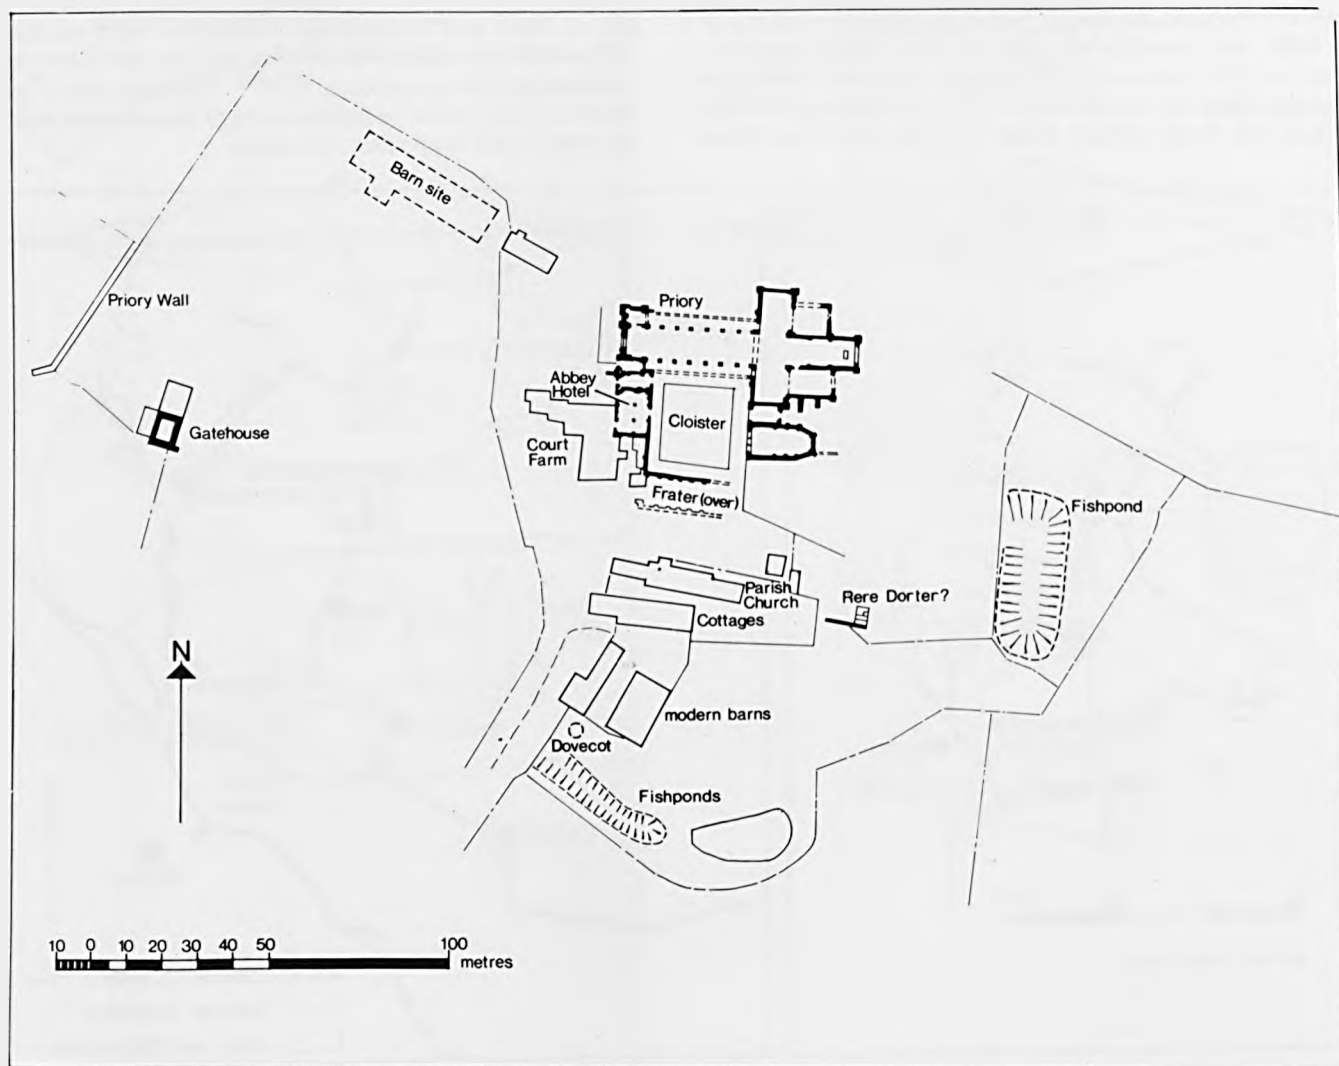 Barn site
Priory Wall
Priory
Abbey
Hotel
Cloister
Gatehouse
Court
Farm
Frater (over)
Fishpond
Parish
Church
Rere Dorter?
Cottages
N
modern barns
Dovecot
Fishponds
10 0 10 20 30 40 50 100
metres